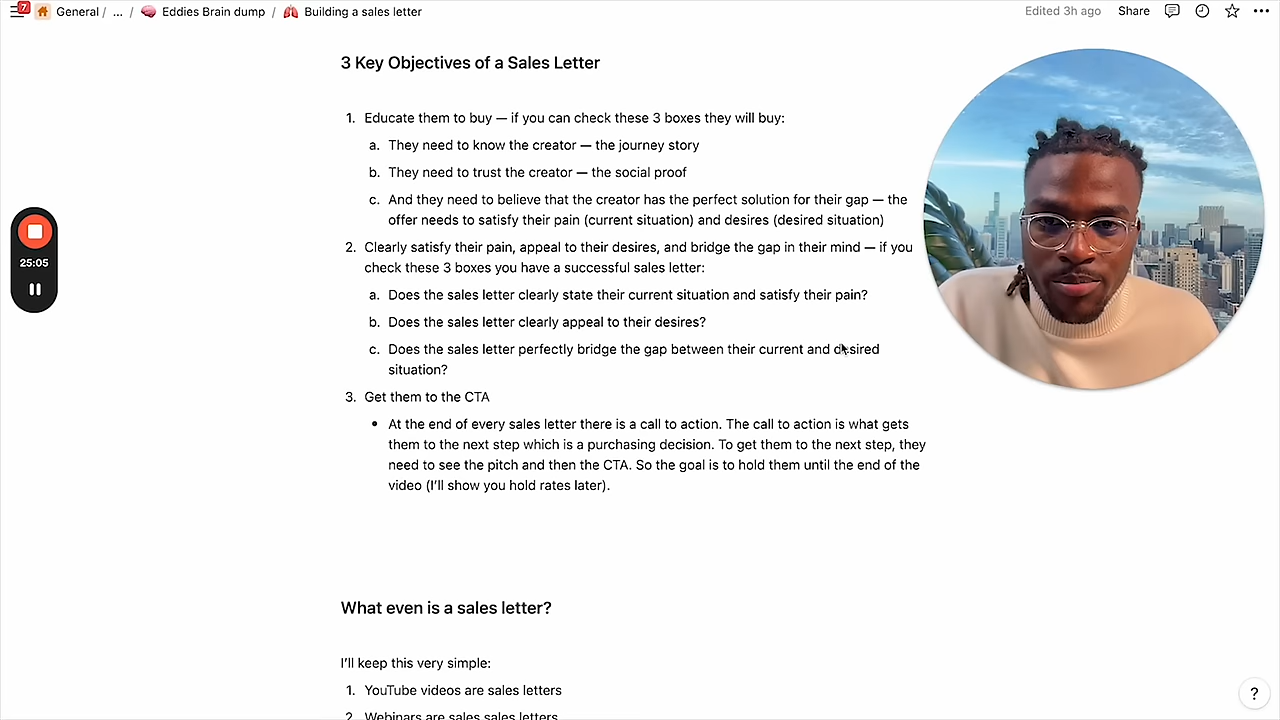 7
General / ... / Eddies Brain dump / Building a sales letter
Edited 3h ago Share
3 Key Objectives of a Sales Letter
1. Educate them to buy — if you can check these 3 boxes they will buy:
a. They need to know the creator — the journey story
b. They need to trust the creator — the social proof
c. And they need to believe that the creator has the perfect solution for their gap — the
offer needs to satisfy their pain (current situation) and desires (desired situation)
2. Clearly satisfy their pain, appeal to their desires, and bridge the gap in their mind — if you
check these 3 boxes you have a successful sales letter:
a. Does the sales letter clearly state their current situation and satisfy their pain?
b. Does the sales letter clearly appeal to their desires?
c. Does the sales letter perfectly bridge the gap between their current and desired
situation?
3. Get them to the CTA
• At the end of every sales letter there is a call to action. The call to action is what gets
them to the next step which is a purchasing decision. To get them to the next step, they
need to see the pitch and then the CTA. So the goal is to hold them until the end of the
video (I'll show you hold rates later).
25:05
What even is a sales letter?
I'll keep this very simple:
1. YouTube videos are sales letters
2. Webinars are sales sales letters
?